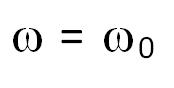 ω = ω₀